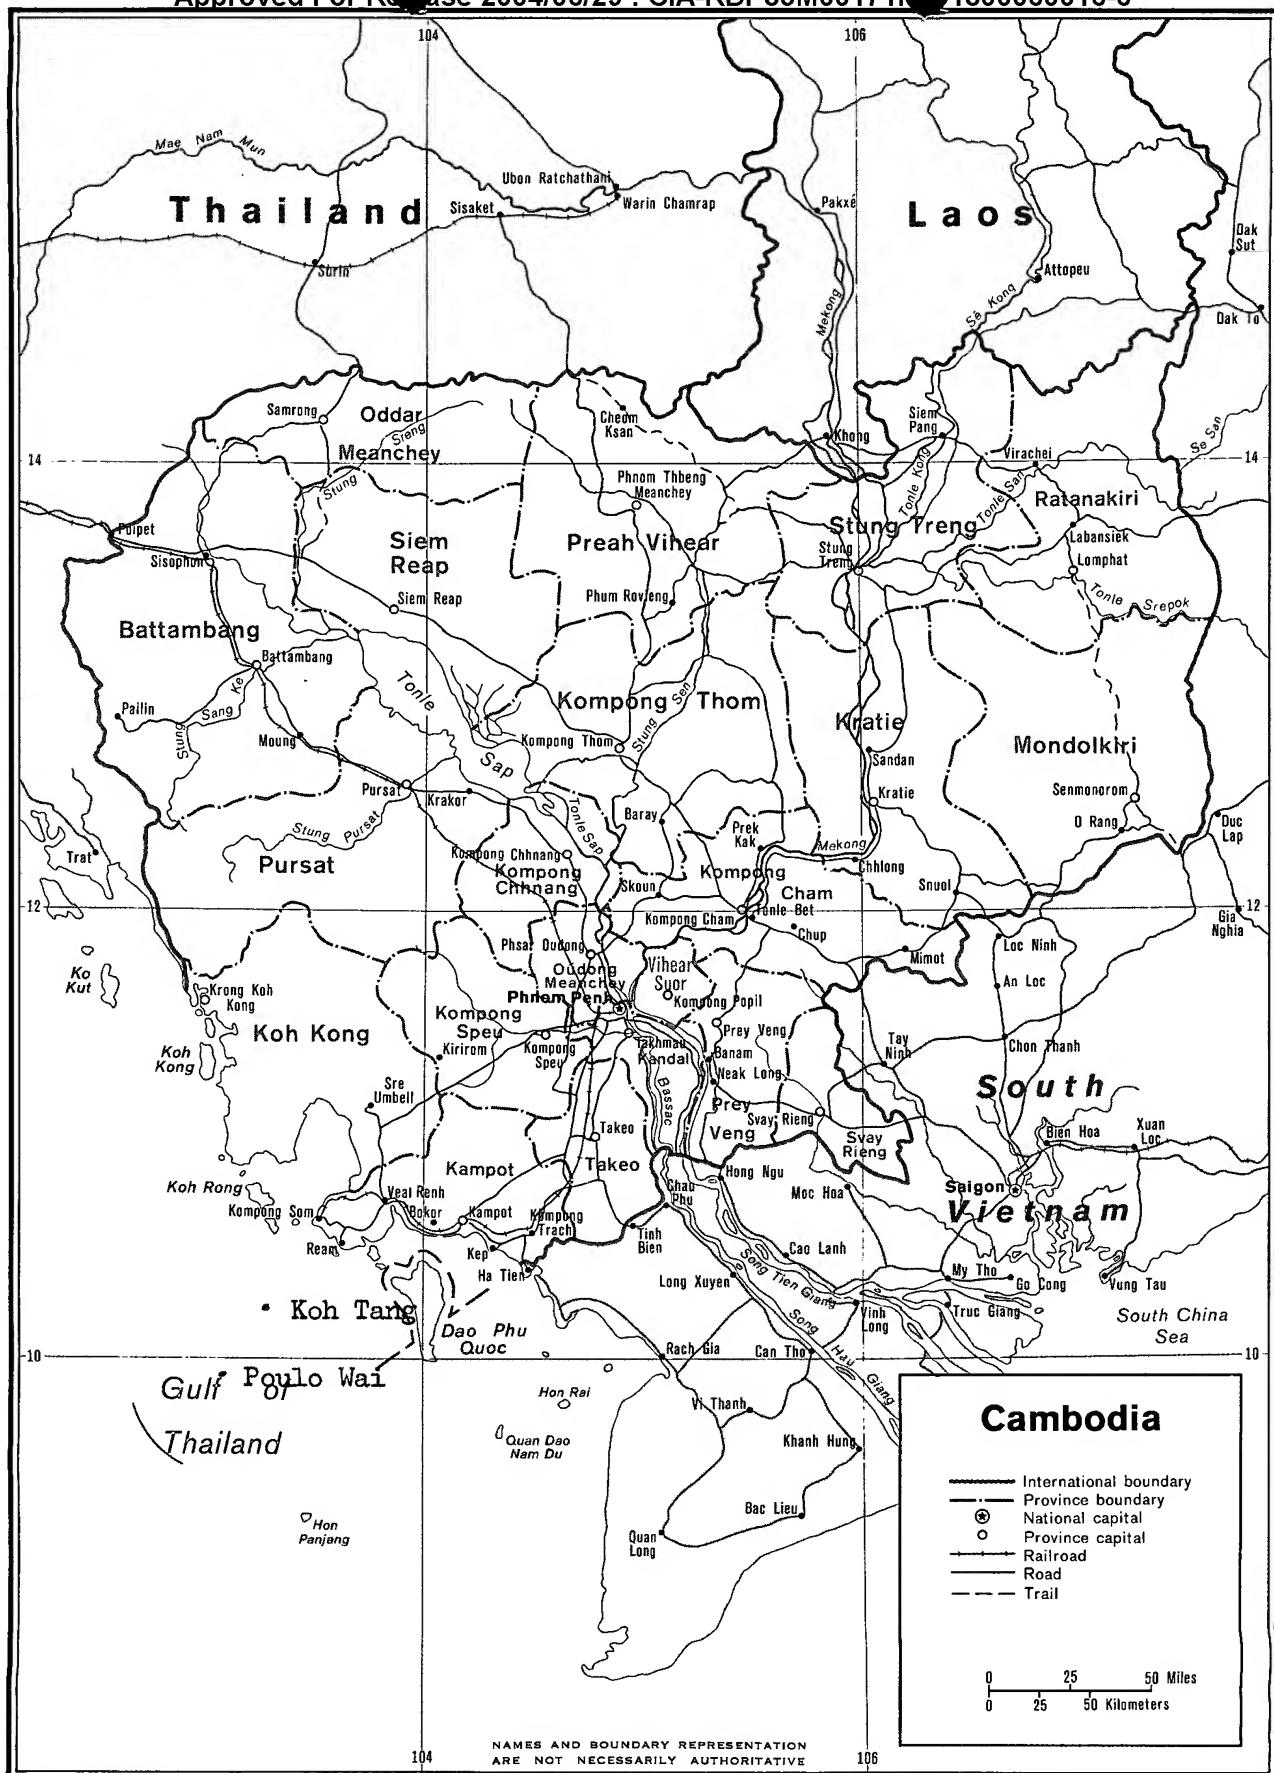 Approved For Release 2004/
104
106
Mae Nam Mun
Ubon Ratchathani
Warin Chamrap
Thailand
Sisaket
Pakxé
Laos
Dak
Sut
Surin
Attopeu
Mekong
Sé Kong
Dak To
Samrong
Oddar
Meanchey
Stung Sreng
Cheom
Ksan
Siem
Pang
Khong
Virachei
Se San
14
14
Phnom Thbeng
Meanchey
Tonle Kong
Tonle San
Ratanakiri
Poipet
Sisophon
Siem
Reap
Preah Vihear
Stung Treng
Labansiek
Stung
Treng
Lomphat
Siem Reap
Phum Rovieng
Tonle Srepok
Battambang
Battambang
Tonle
Sap
Kompong Thom
Stung Sen
Kratie
Pailin
Stung Sang Ke
Moung
Kompong Thom
Sandan
Mondolkiri
Pursat
Krakor
Kratie
Senmonorom
Tonle Sap
Baray
Prek
Kak
O Rang
Duc
Lap
Stung Pursat
Mekong
Trat
Pursat
Kompong Chhnang
Kompong
Chhnang
Kompong
Cham
Chhlong
Skoun
Snuol
12
12
Kompong Cham
Tonle Bet
Chup
Gia
Nghia
Phsar Oudong
Mimot
Loc Ninh
Ko
Kut
Oudong
Meanchey
Vihear
Suor
An Loc
Krong Koh
Kong
Phnom Penh
Kompong Popil
Koh Kong
Kompong
Speu
Prey Veng
Koh
Kong
Kirirom
Kompong
Speu
Takhmau
Kandal
Banam
Tay
Ninh
Chon Thanh
Neak Long
Sre
Umbell
Bassac
Prey
Veng
Svay Rieng
South
Vietnam
Takeo
Svay
Rieng
Bien Hoa
Xuan
Loc
Kampot
Takeo
Hong Ngu
Koh Rong
Chau
Phu
Moc Hoa
Saigon
Veal Renh
Kompong Som
Bokor
Kampot
Kompong
Trach
Ream
Kep
Tinh
Bien
Cao Lanh
Ha Tien
Long Xuyen
Song Tien Giang
My Tho
Go Cong
Vung Tau
Koh Tang
Dao Phu
Quoc
Vinh
Long
Truc Giang
South China
Sea
10
10
Rach Gia
Can Tho
Song Hau Giang
Poulo Wai
Gulf of
Thailand
Hon Rai
Vi Thanh
Quan Dao
Nam Du
Khanh Hung
Hon
Panjang
Bac Lieu
Quan
Long
Cambodia
International boundary
Province boundary
National capital
Province capital
Railroad
Road
Trail
0 25 50 Miles
0 25 50 Kilometers
104
106
NAMES AND BOUNDARY REPRESENTATION
ARE NOT NECESSARILY AUTHORITATIVE